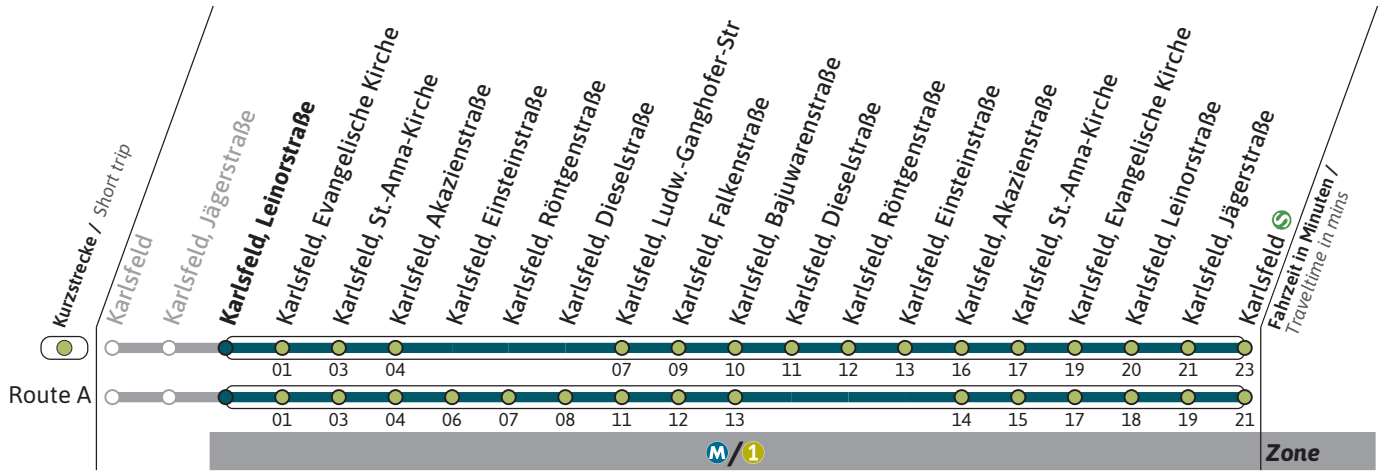 Kurzstrecke / Short trip
Karlsfeld
Karlsfeld, Jägerstraße
Karlsfeld, Leinorstraße
Karlsfeld, Evangelische Kirche
Karlsfeld, St.-Anna-Kirche
Karlsfeld, Akazienstraße
Karlsfeld, Einsteinstraße
Karlsfeld, Röntgenstraße
Karlsfeld, Dieselstraße
Karlsfeld, Ludw.-Ganghofer-Str
Karlsfeld, Falkenstraße
Karlsfeld, Bajuwarenstraße
Karlsfeld, Dieselstraße
Karlsfeld, Röntgenstraße
Karlsfeld, Einsteinstraße
Karlsfeld, Akazienstraße
Karlsfeld, St.-Anna-Kirche
Karlsfeld, Evangelische Kirche
Karlsfeld, Leinorstraße
Karlsfeld, Jägerstraße
Karlsfeld S
Fahrzeit in Minuten /
Traveltime in mins
01 03 04 07 09 10 11 12 13 16 17 19 20 21 23
Route A
01 03 04 06 07 08 11 12 13 14 15 17 18 19 21
M/1 Zone